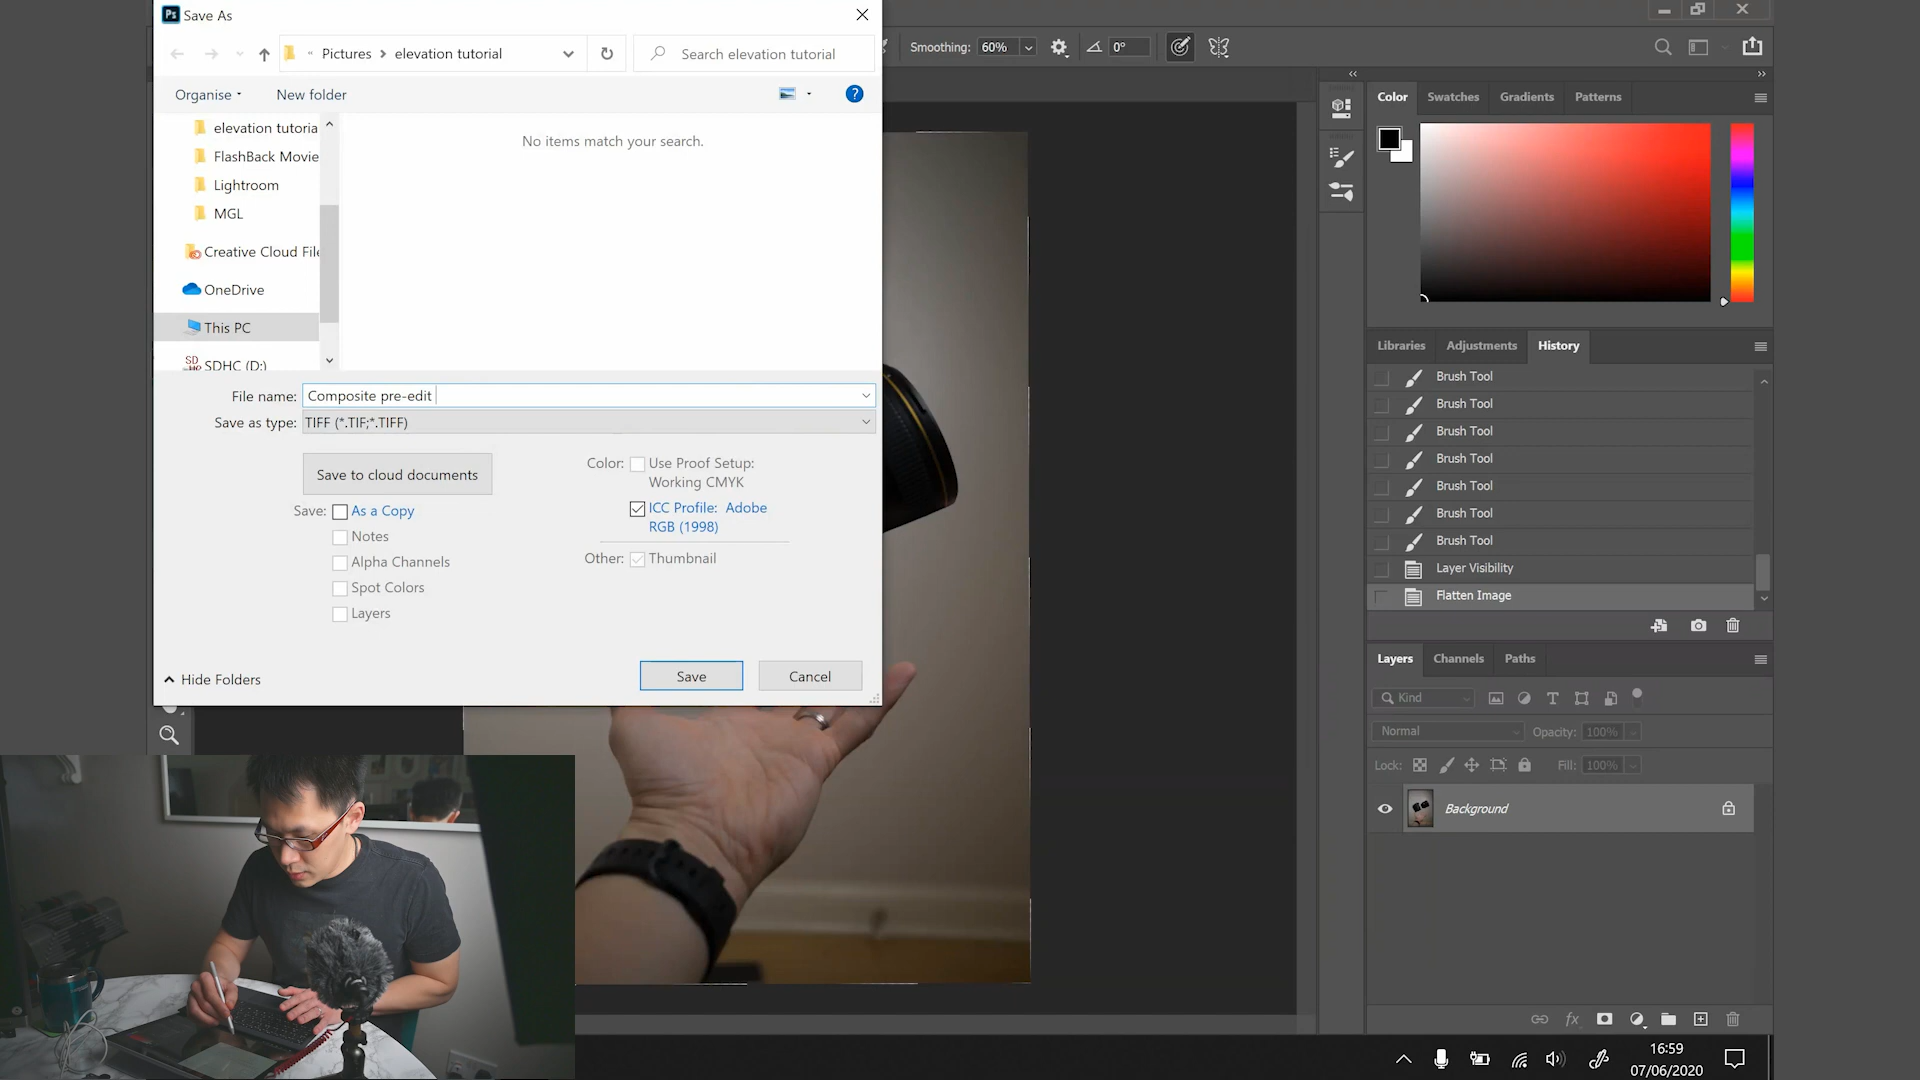 Ps Save As
« Pictures > elevation tutorial
Search elevation tutorial
Organise
New folder
?
elevation tutoria
FlashBack Movie
Lightroom
MGL
Creative Cloud File
OneDrive
This PC
SD
SDHC (D:)
No items match your search.
File name: Composite pre-edit
Save as type: TIFF (*.TIF;*.TIFF)
Save to cloud documents
Save: As a Copy
Notes
Alpha Channels
Spot Colors
Layers
Color: Use Proof Setup:
Working CMYK
ICC Profile: Adobe
RGB (1998)
Other: Thumbnail
Hide Folders
Save
Cancel
Smoothing: 60%
0°
Color
Swatches
Gradients
Patterns
Libraries
Adjustments
History
Brush Tool
Brush Tool
Brush Tool
Brush Tool
Brush Tool
Brush Tool
Brush Tool
Layer Visibility
Flatten Image
Layers
Channels
Paths
Kind
Normal
Opacity: 100%
Lock:
Fill: 100%
Background
fx
16:59
07/06/2020